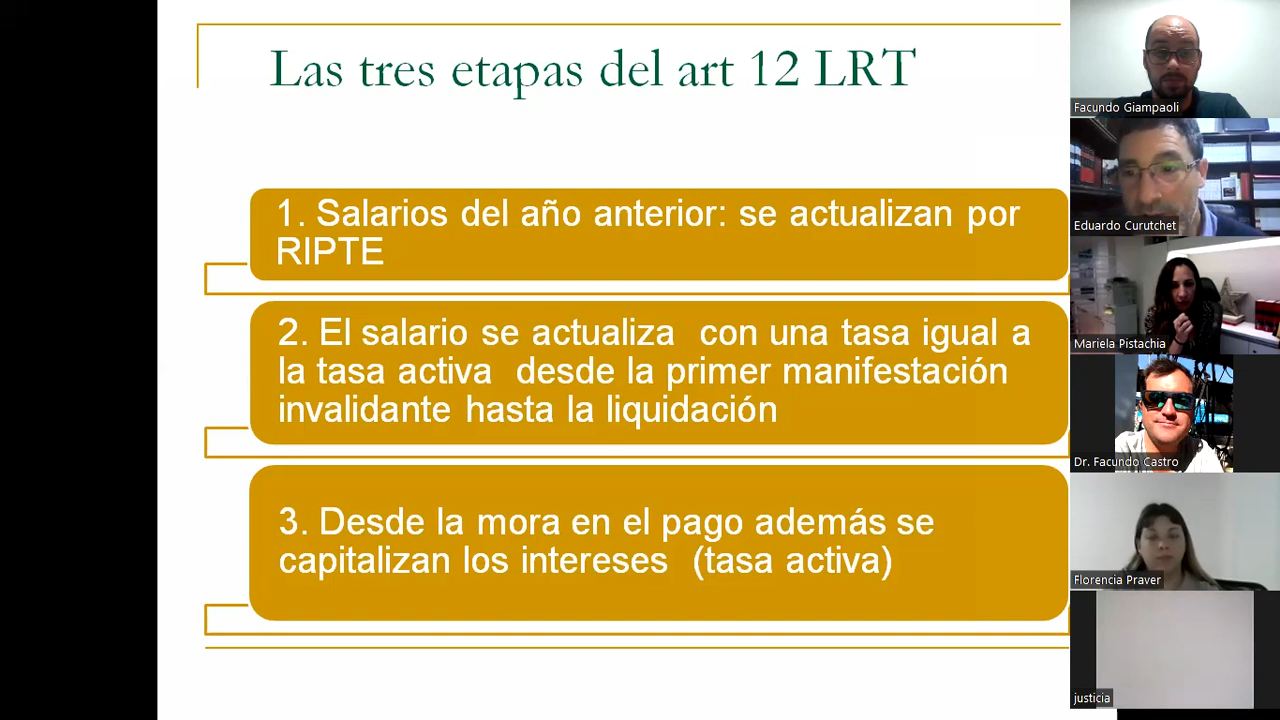 Las tres etapas del art 12 LRT
1. Salarios del año anterior: se actualizan por
RIPTE
2. El salario se actualiza  con una tasa igual a
la tasa activa  desde la primer manifestación
invalidante hasta la liquidación
3. Desde la mora en el pago además se
capitalizan los intereses  (tasa activa)
Facundo Giampaoli
Eduardo Curutchet
Mariela Pistachia
Dr. Facundo Castro
Florencia Praver
justicia